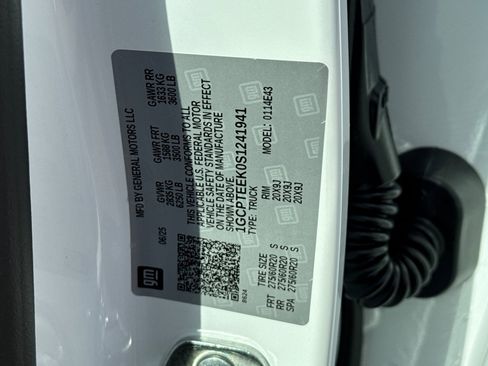 MFD BY GENERAL MOTORS LLC
06/25
GVWR
2835 KG
6250 LB
GAWR FRT
1588 KG
3500 LB
GAWR RR
1633 KG
3600 LB
THIS VEHICLE CONFORMS TO ALL
APPLICABLE U.S. FEDERAL MOTOR
VEHICLE SAFETY STANDARDS IN EFFECT
ON THE DATE OF MANUFACTURE
SHOWN ABOVE.
1GCPTEEK0S1241941
TYPE: TRUCK
MODEL: 0114E43
gm
8624
TIRE SIZE
RIM
FRT 275/60R20 S 20X9J
RR 275/60R20 S 20X9J
SPA 275/60R20 S 20X9J